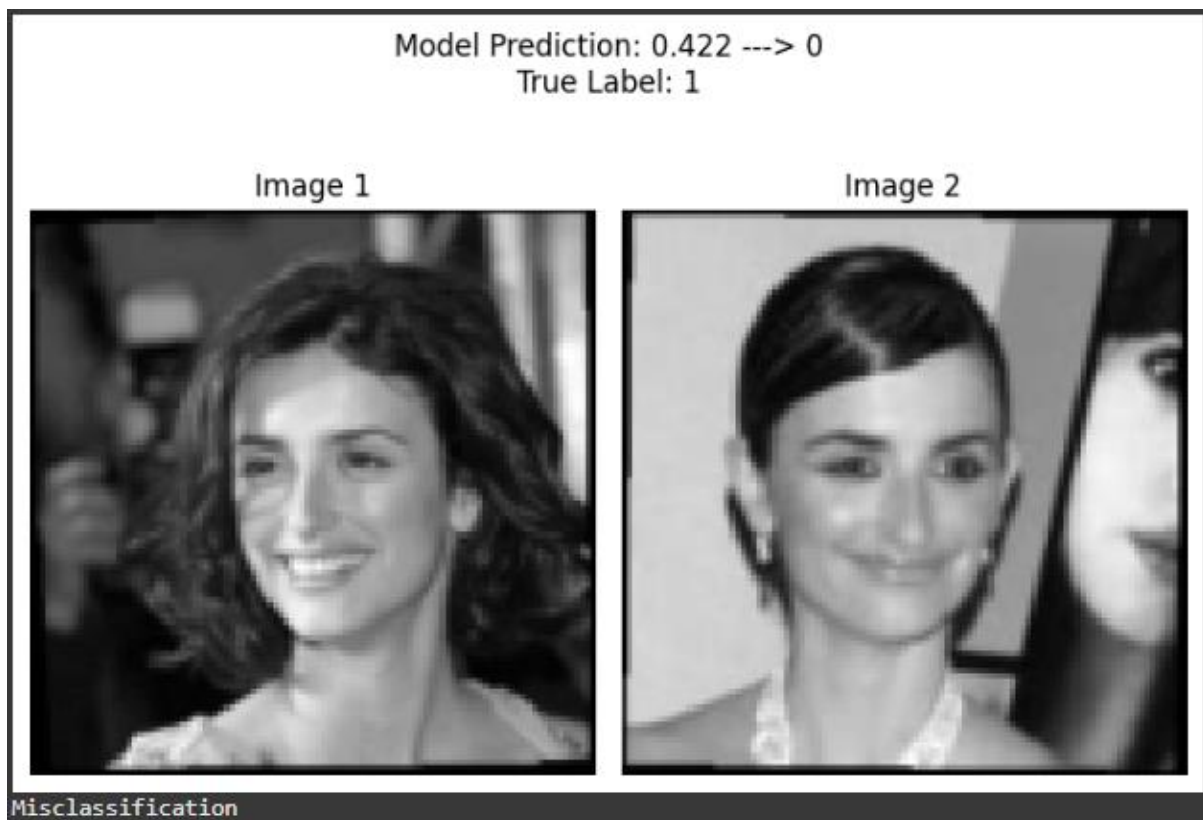 Model Prediction: 0.422 ---> 0
True Label: 1
Image 1
Image 2
Misclassification